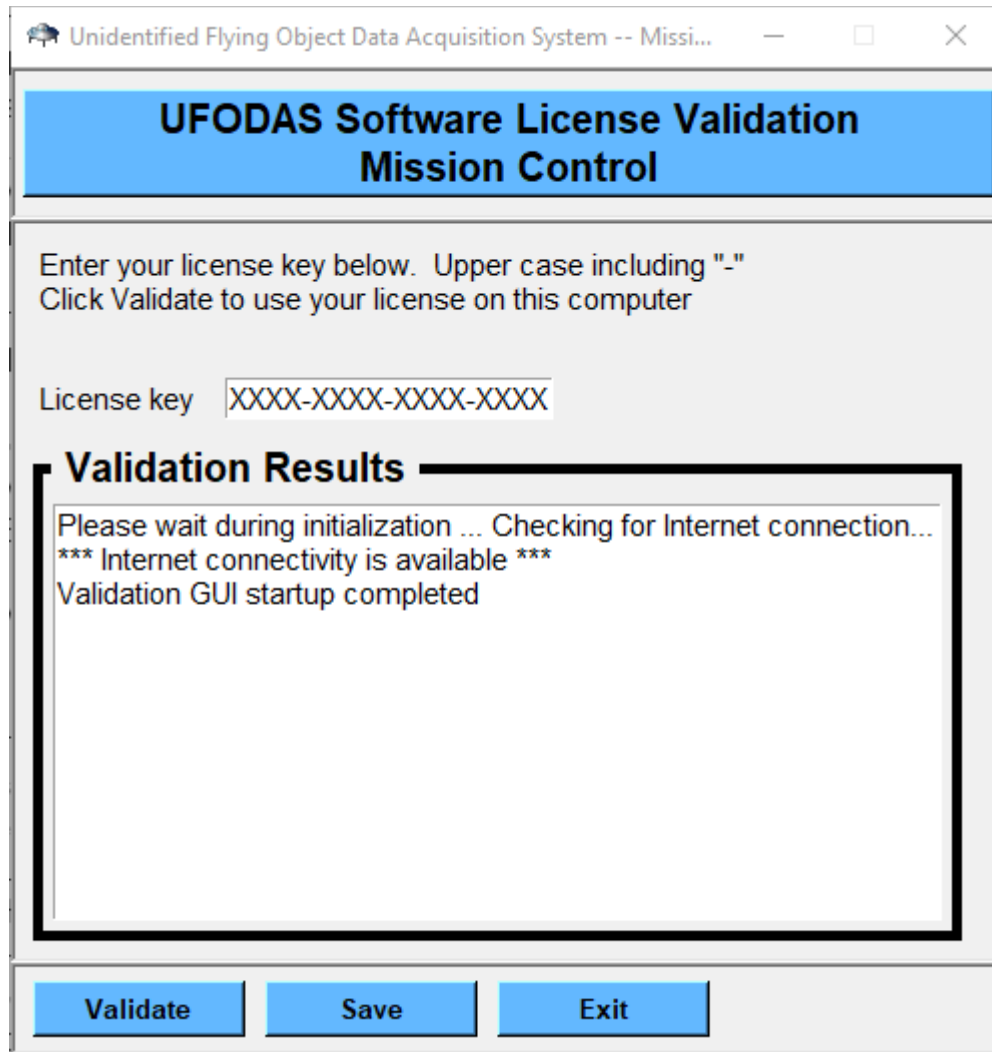 Unidentified Flying Object Data Acquisition System -- Missi...
UFODAS Software License Validation
Mission Control
Enter your license key below.  Upper case including "-"
Click Validate to use your license on this computer
License key XXXX-XXXX-XXXX-XXXX
Validation Results
Please wait during initialization ... Checking for Internet connection...
*** Internet connectivity is available ***
Validation GUI startup completed
Validate Save Exit